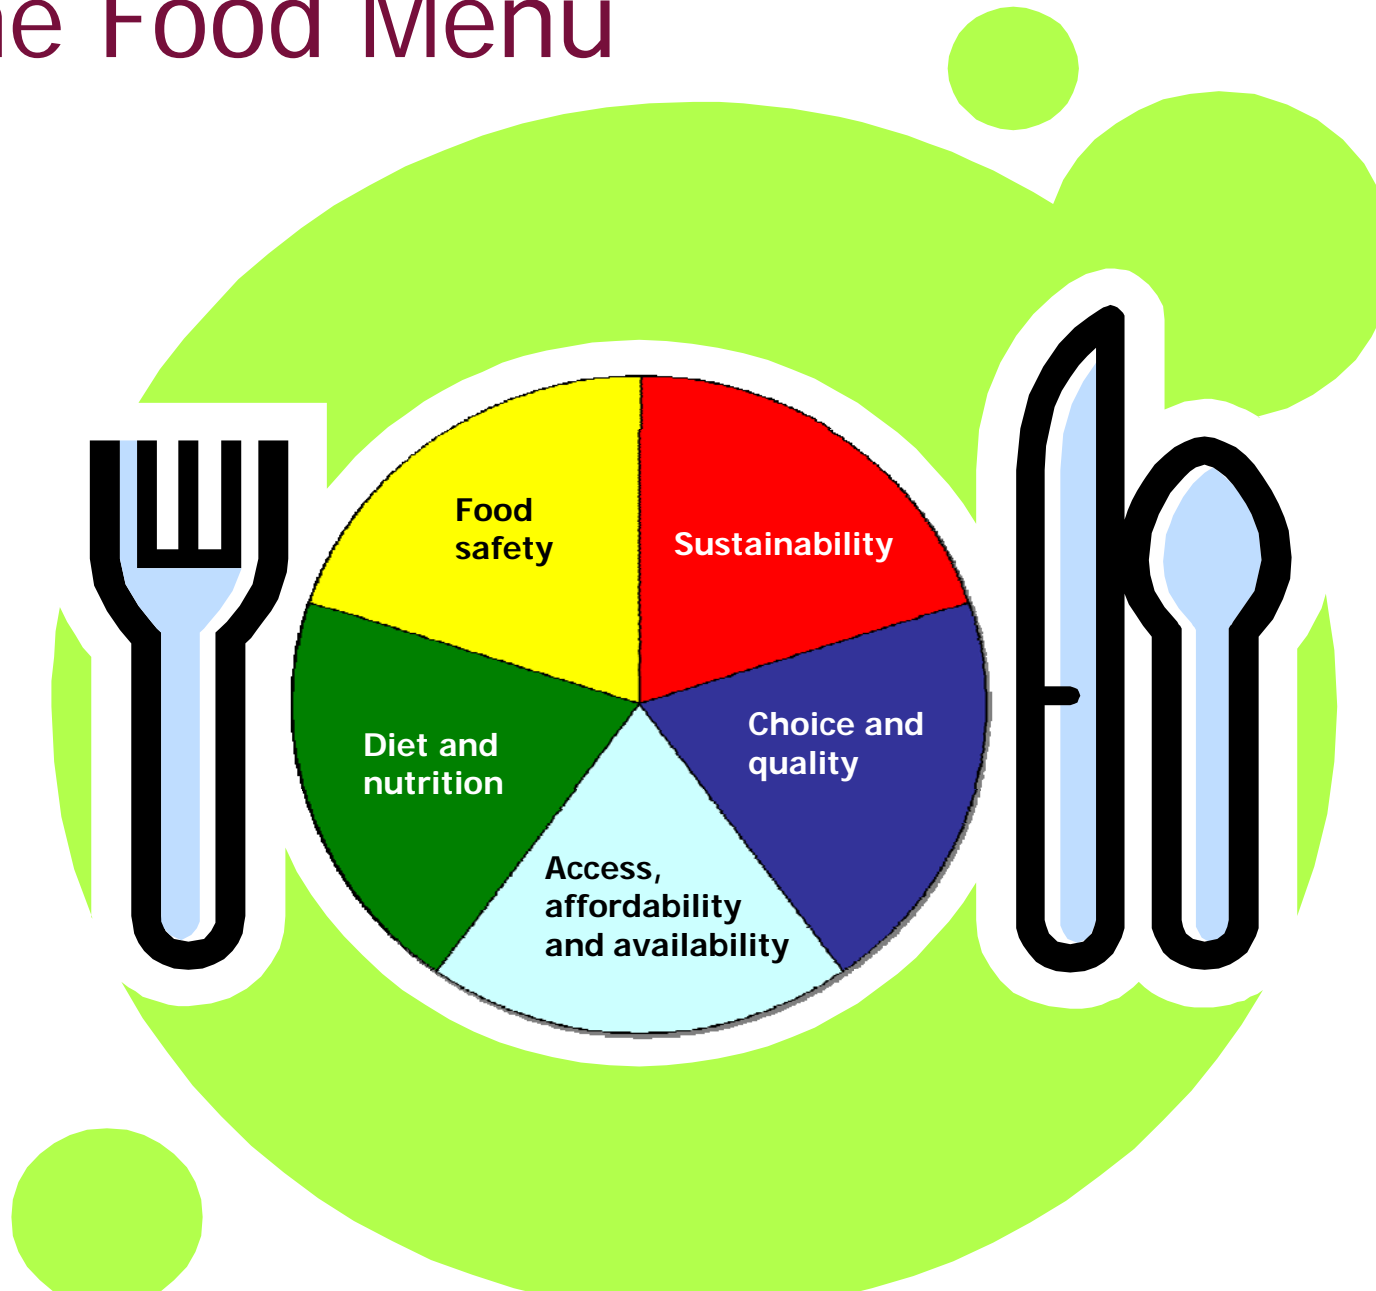 Food Menu
Food
safety
Sustainability
Choice and
quality
Diet and
nutrition
Access,
affordability
and availability